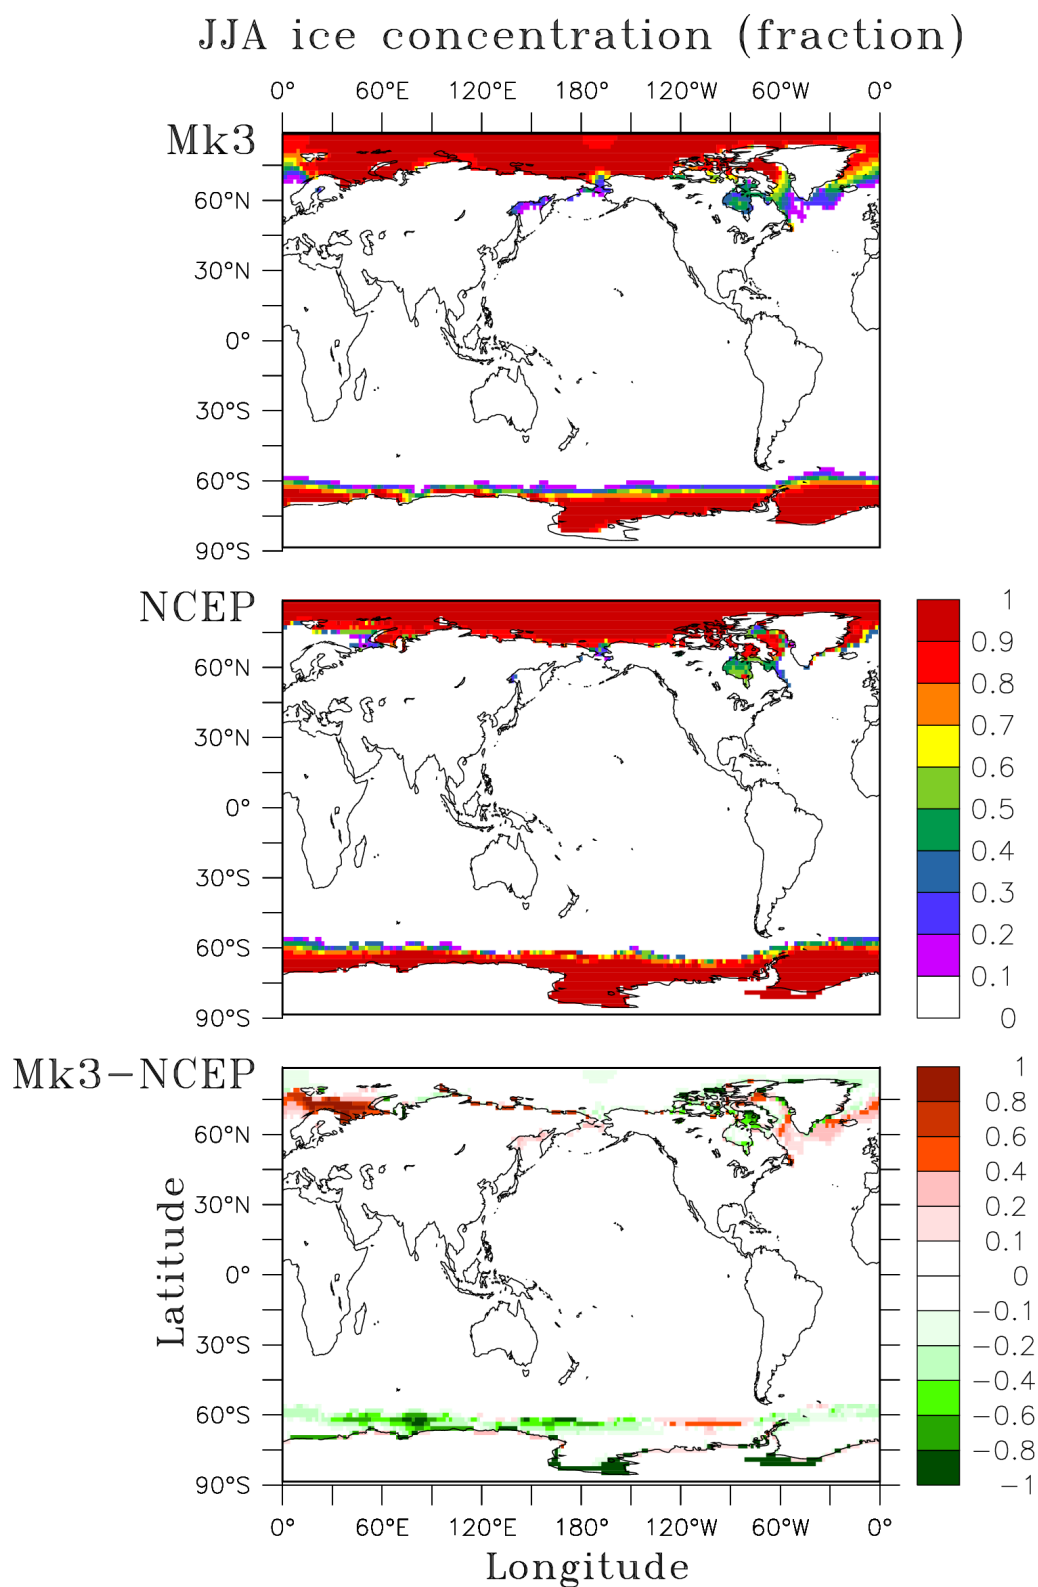 JJA ice concentration (fraction)
0° 60°E 120°E 180° 120°W 60°W 0°
Mk3
60°N
30°N
0°
30°S
60°S
90°S
NCEP
60°N
30°N
0°
30°S
60°S
90°S
1
0.9
0.8
0.7
0.6
0.5
0.4
0.3
0.2
0.1
0
Mk3-NCEP
60°N
30°N
0°
30°S
60°S
90°S
Latitude
1
0.8
0.6
0.4
0.2
0.1
0
-0.1
-0.2
-0.4
-0.6
-0.8
-1
0° 60°E 120°E 180° 120°W 60°W 0°
Longitude